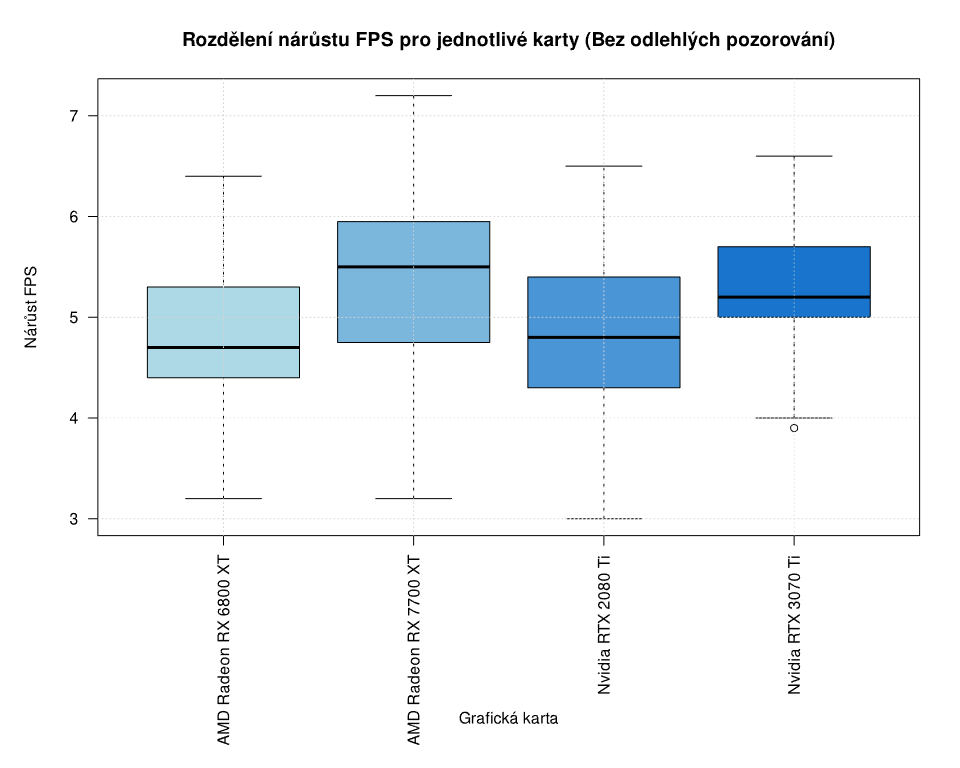 Rozdělení nárůstu FPS pro jednotlivé karty (Bez odlehlých pozorování)
Nárůst FPS
7
6
5
4
3
AMD Radeon RX 6800 XT
AMD Radeon RX 7700 XT
Nvidia RTX 2080 Ti
Nvidia RTX 3070 Ti
Grafická karta